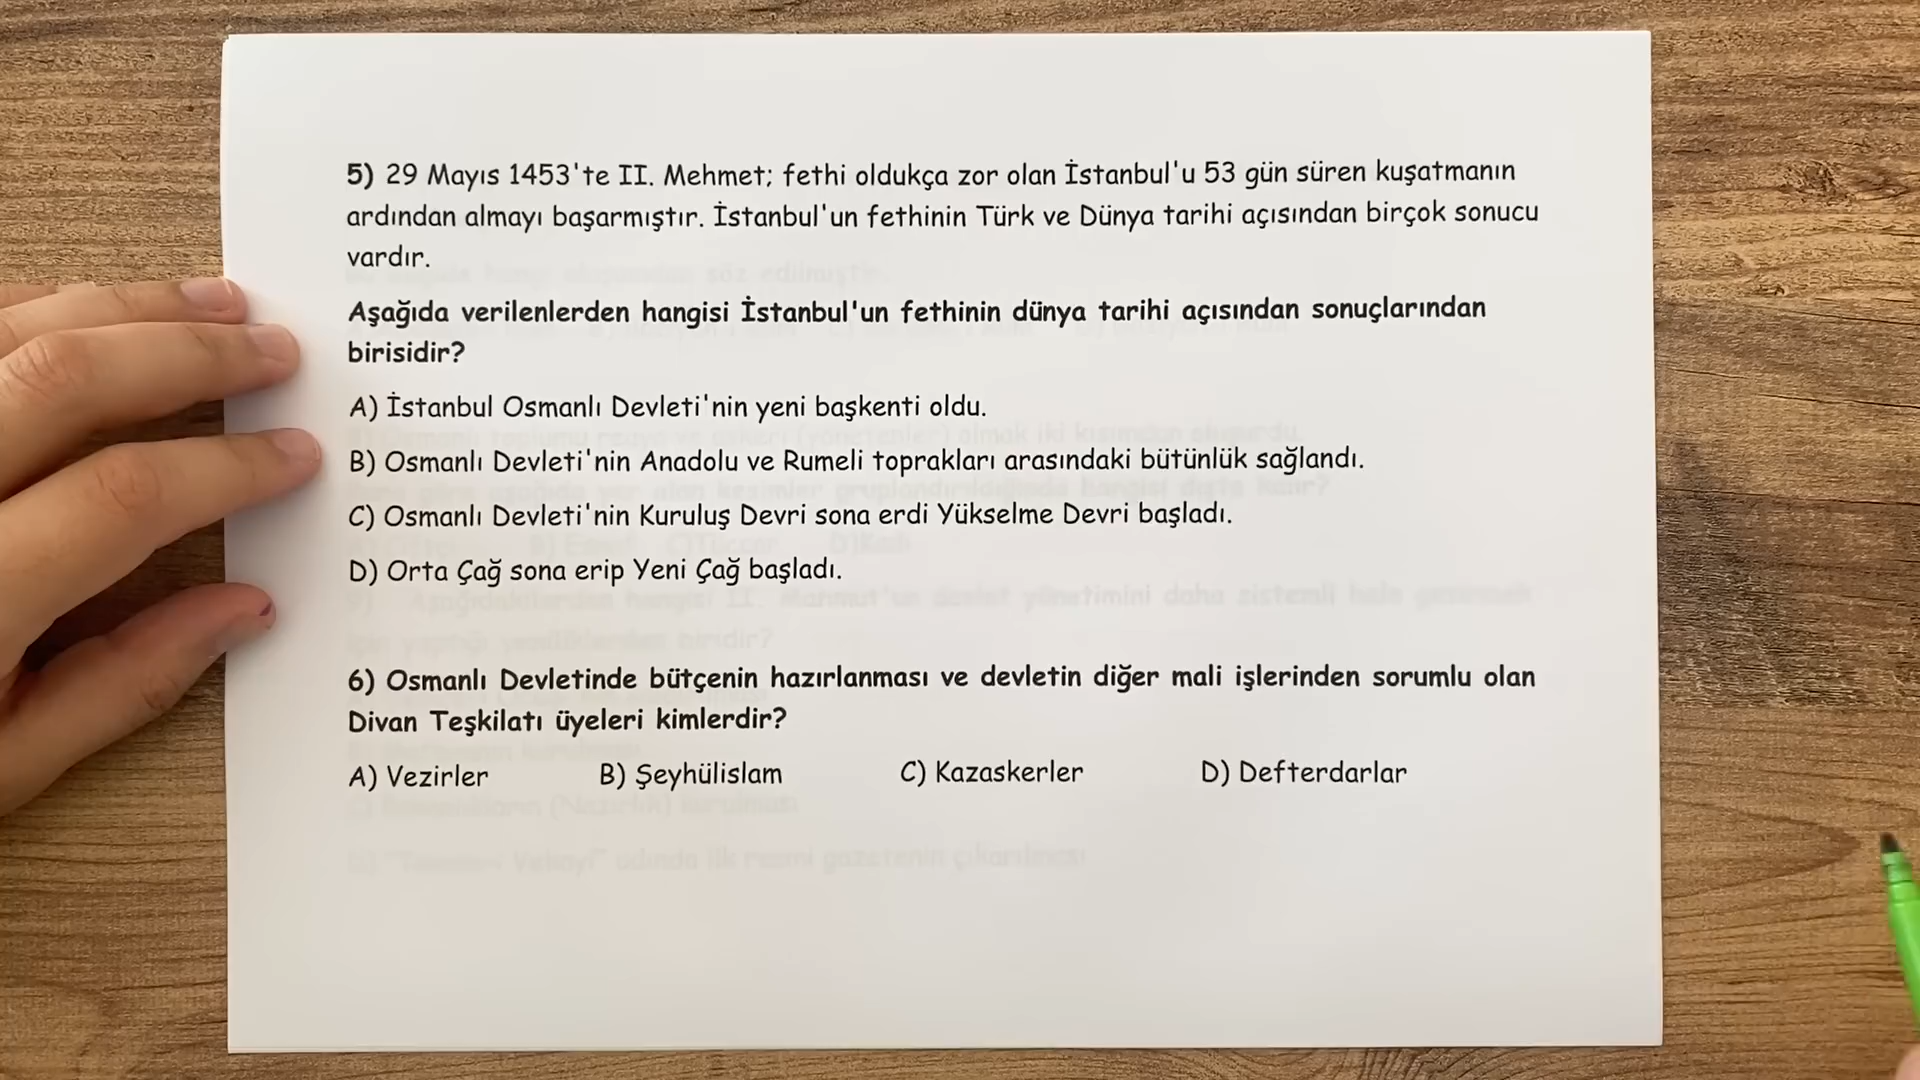 5) 29 Mayıs 1453'te II. Mehmet; fethi oldukça zor olan İstanbul'u 53 gün süren kuşatmanın
ardından almayı başarmıştır. İstanbul'un fethinin Türk ve Dünya tarihi açısından birçok sonucu
vardır.
Aşağıda verilenlerden hangisi İstanbul'un fethinin dünya tarihi açısından sonuçlarından
birisidir?
A) İstanbul Osmanlı Devleti'nin yeni başkenti oldu.
B) Osmanlı Devleti'nin Anadolu ve Rumeli toprakları arasındaki bütünlük sağlandı.
C) Osmanlı Devleti'nin Kuruluş Devri sona erdi Yükselme Devri başladı.
D) Orta Çağ sona erip Yeni Çağ başladı.
6) Osmanlı Devletinde bütçenin hazırlanması ve devletin diğer mali işlerinden sorumlu olan
Divan Teşkilatı üyeleri kimlerdir?
A) Vezirler B) Şeyhülislam C) Kazaskerler D) Defterdarlar